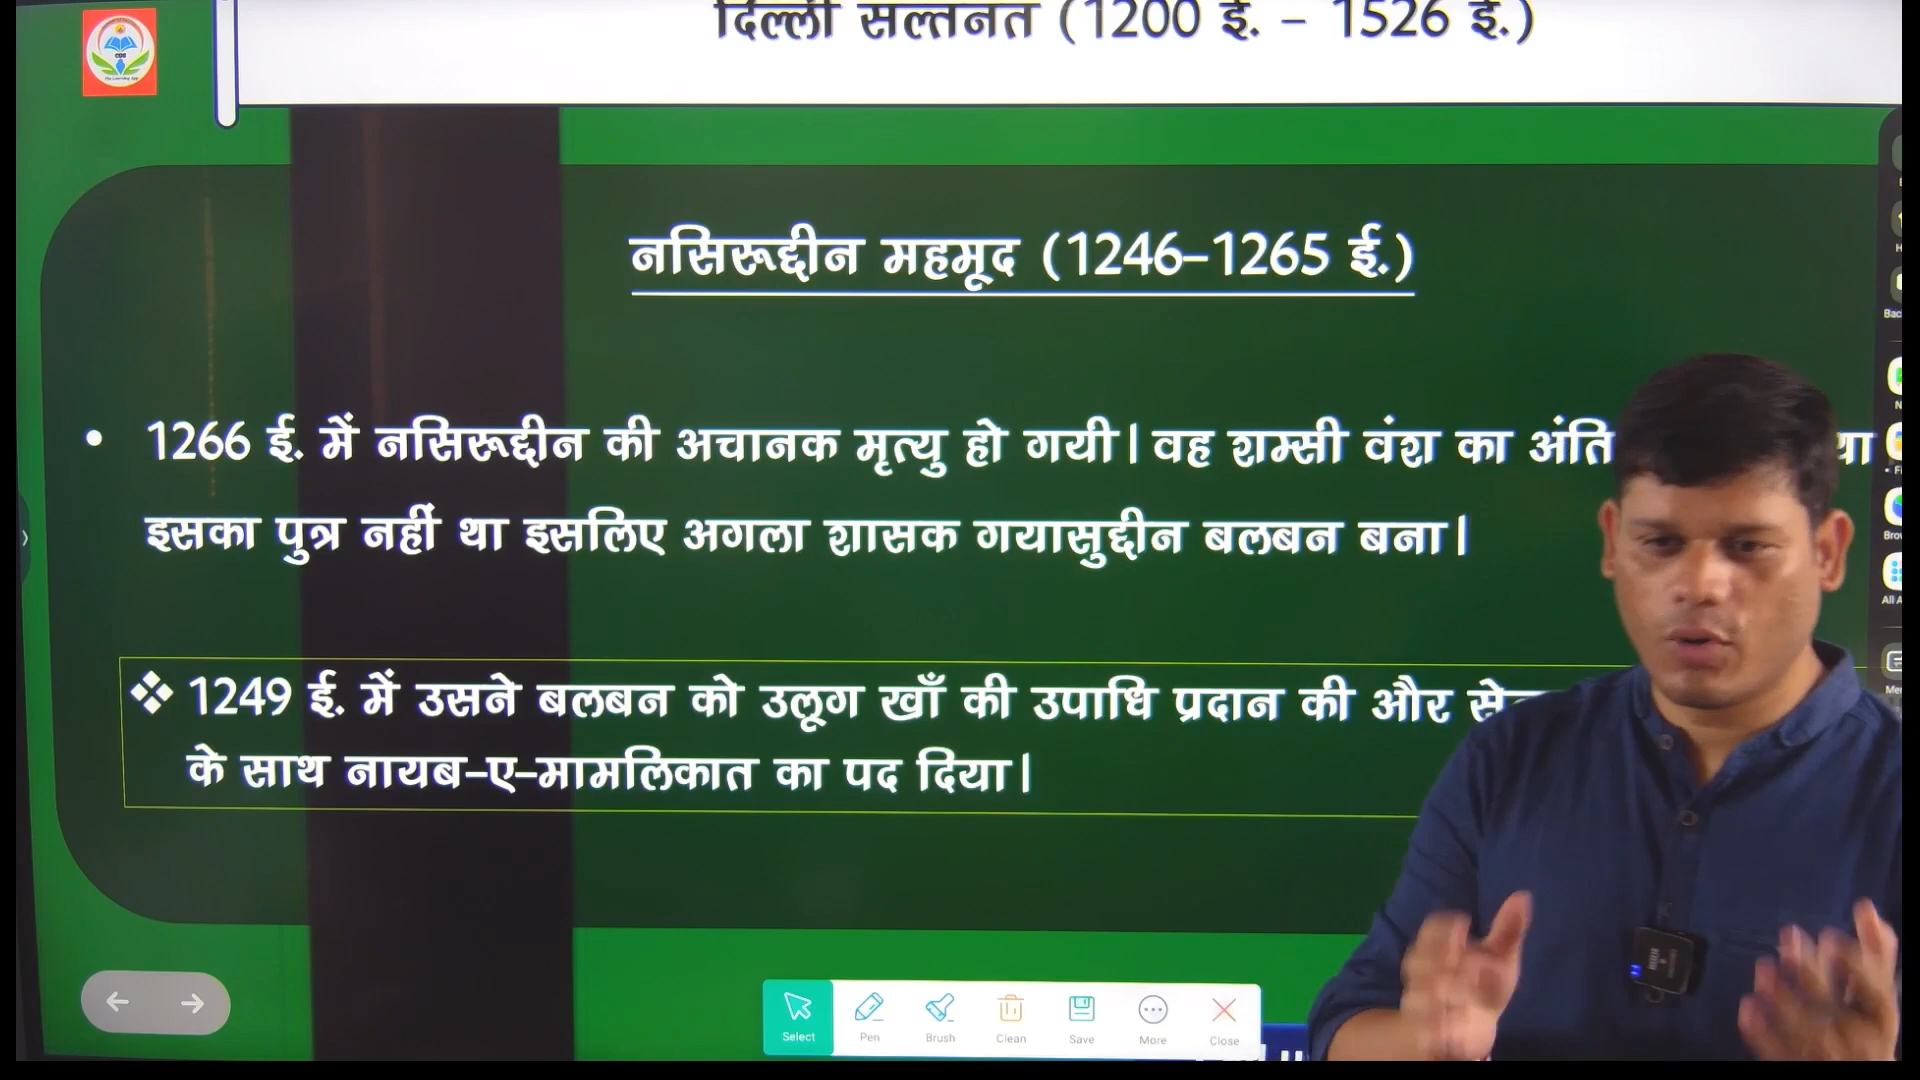 दिल्ली सल्तनत (1200 ई. – 1526 ई.)
नसिरूद्दीन महमूद (1246–1265 ई.)
• 1266 ई. में नसिरूद्दीन की अचानक मृत्यु हो गयी। वह शम्सी वंश का
इसका पुत्र नहीं था इसलिए अगला शासक गयासुद्दीन बलबन बना।
❖ 1249 ई. में उसने बलबन को उलूग खाँ की उपाधि प्रदान की और
के साथ नायब-ए-मामलिकात का पद दिया।
Select Pen Brush Clean Save More Close